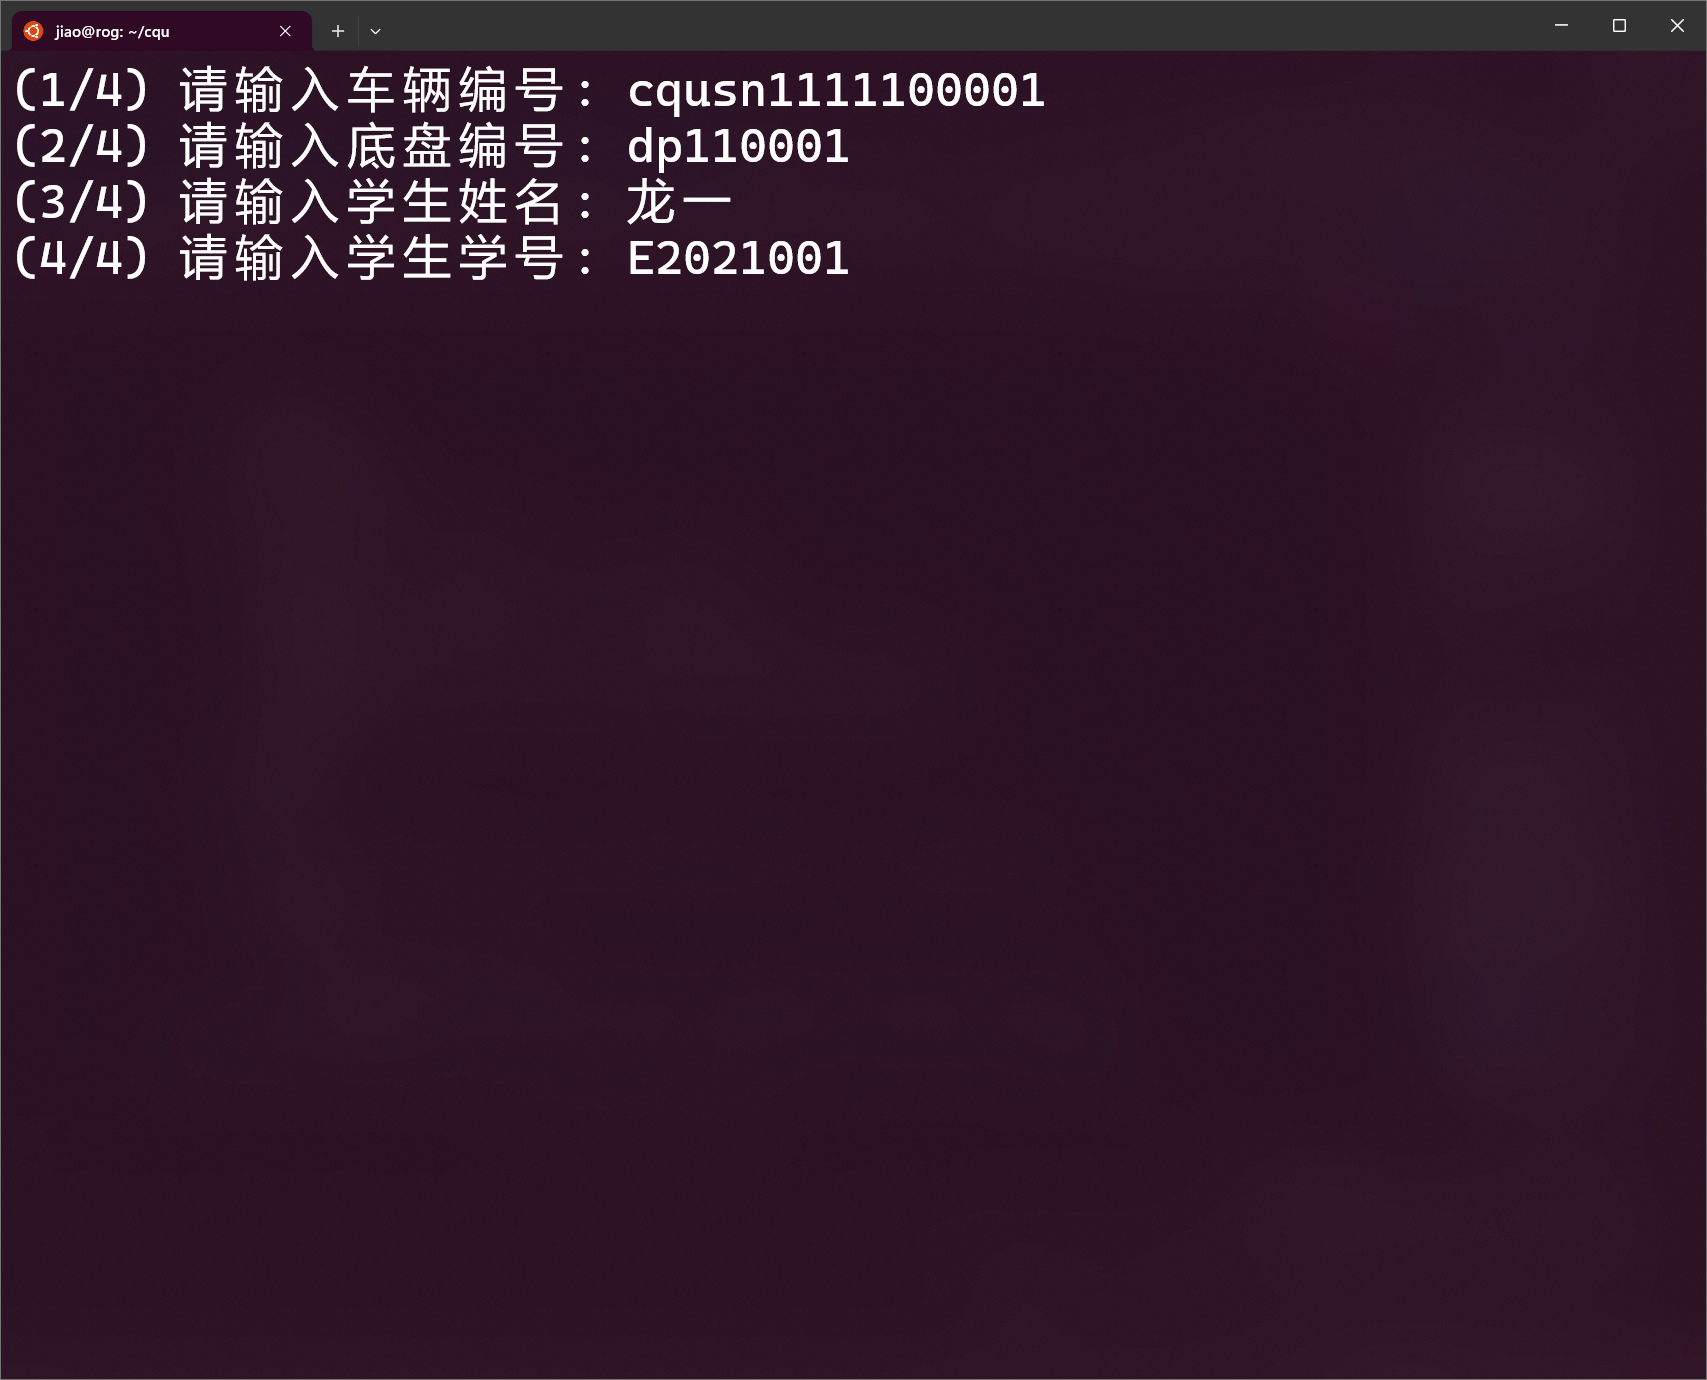 jiao@rog: ~/cqu
(1/4) 请输入车辆编号: cqusn1111100001
(2/4) 请输入底盘编号: dp110001
(3/4) 请输入学生姓名: 龙一
(4/4) 请输入学生学号: E2021001